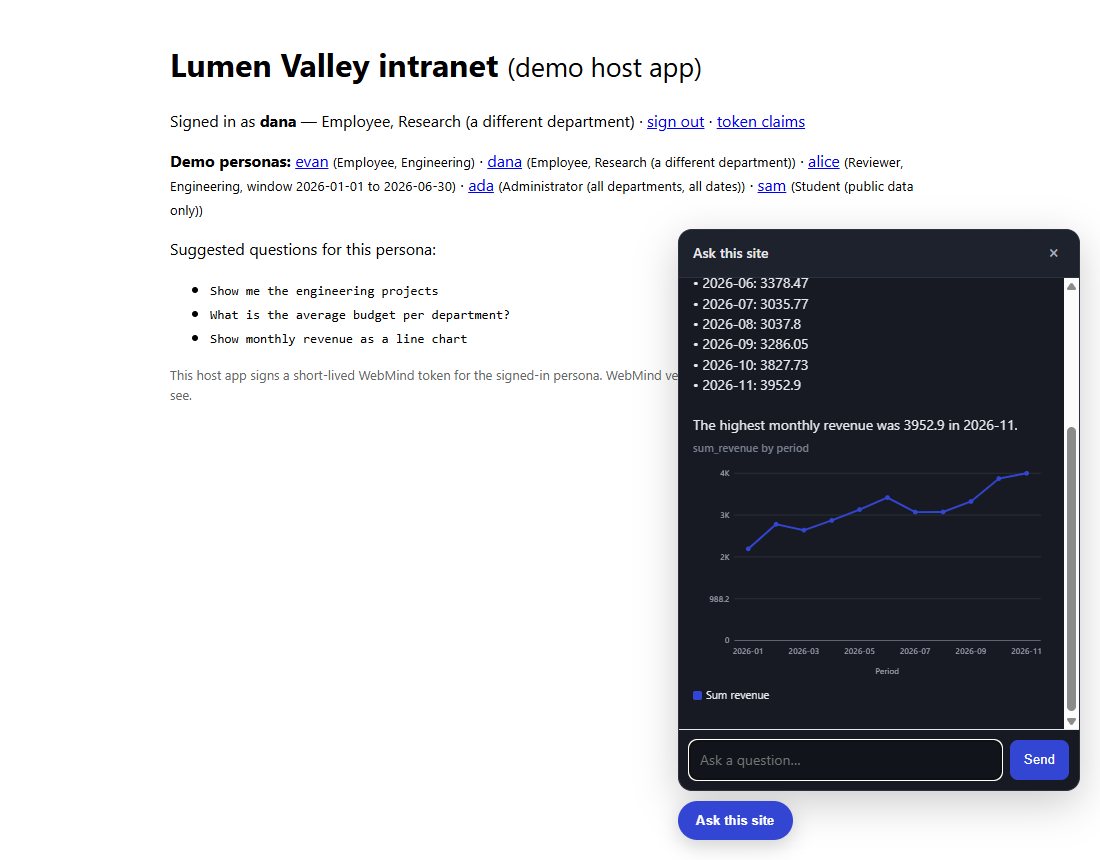 Lumen Valley intranet (demo host app)
Signed in as dana — Employee, Research (a different department) · sign out · token claims
Demo personas: evan (Employee, Engineering) · dana (Employee, Research (a different department)) · alice (Reviewer,
Engineering, window 2026-01-01 to 2026-06-30) · ada (Administrator (all departments, all dates)) · sam (Student (public data
only))
Suggested questions for this persona:
• Show me the engineering projects
• What is the average budget per department?
• Show monthly revenue as a line chart
This host app signs a short-lived WebMind token for the signed-in persona. WebMind
see.
Ask this site ×
• 2026-06: 3378.47
• 2026-07: 3035.77
• 2026-08: 3037.8
• 2026-09: 3286.05
• 2026-10: 3827.73
• 2026-11: 3952.9
The highest monthly revenue was 3952.9 in 2026-11.
sum_revenue by period
4K
3K
2K
988.2
0
2026-01 2026-03 2026-05 2026-07 2026-09 2026-11
Period
Sum revenue
Ask a question...
Send
Ask this site